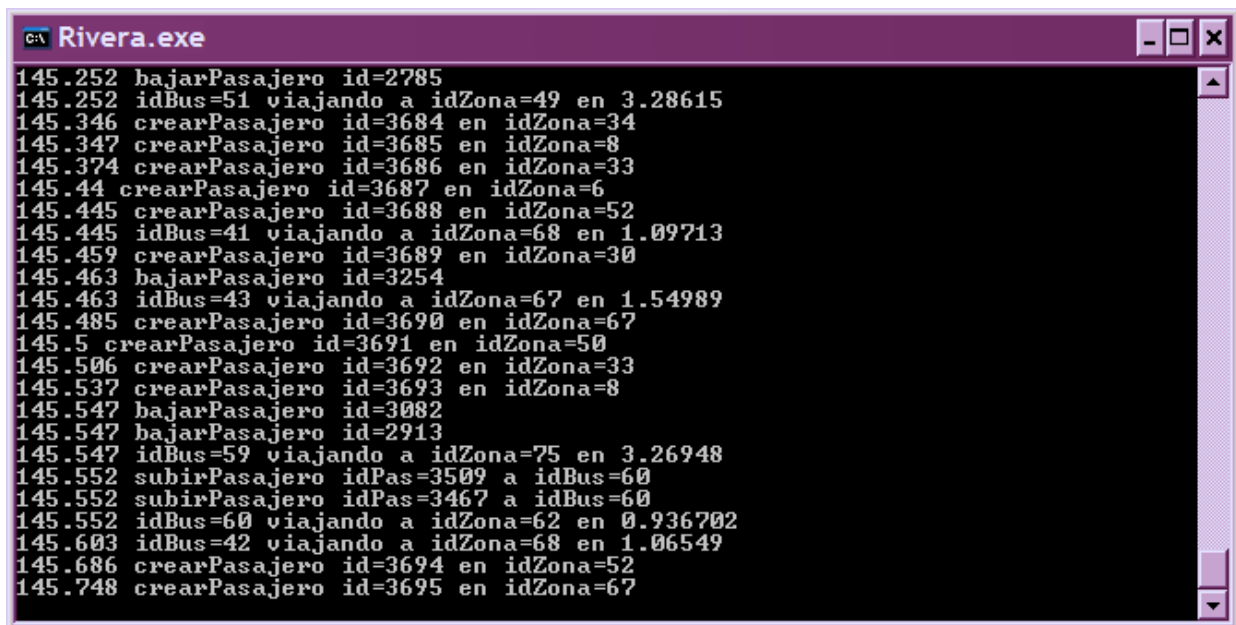 Rivera.exe
145.252 bajarPasajero id=2785
145.252 idBus=51 viajando a idZona=49 en 3.28615
145.346 crearPasajero id=3684 en idZona=34
145.347 crearPasajero id=3685 en idZona=8
145.374 crearPasajero id=3686 en idZona=33
145.44 crearPasajero id=3687 en idZona=6
145.445 crearPasajero id=3688 en idZona=52
145.445 idBus=41 viajando a idZona=68 en 1.09713
145.459 crearPasajero id=3689 en idZona=30
145.463 bajarPasajero id=3254
145.463 idBus=43 viajando a idZona=67 en 1.54989
145.485 crearPasajero id=3690 en idZona=67
145.5 crearPasajero id=3691 en idZona=50
145.506 crearPasajero id=3692 en idZona=33
145.537 crearPasajero id=3693 en idZona=8
145.547 bajarPasajero id=3082
145.547 bajarPasajero id=2913
145.547 idBus=59 viajando a idZona=75 en 3.26948
145.552 subirPasajero idPas=3509 a idBus=60
145.552 subirPasajero idPas=3467 a idBus=60
145.552 idBus=60 viajando a idZona=62 en 0.936702
145.603 idBus=42 viajando a idZona=68 en 1.06549
145.686 crearPasajero id=3694 en idZona=52
145.748 crearPasajero id=3695 en idZona=67